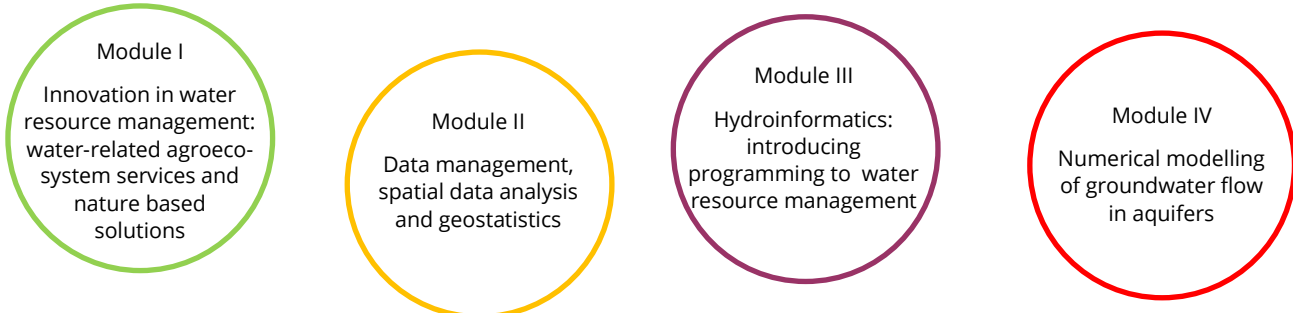 Module I
Innovation in water
resource management:
water-related agroeco-
system services and
nature based
solutions
Module II
Data management,
spatial data analysis
and geostatistics
Module III
Hydroinformatics:
introducing
programming to water
resource management
Module IV
Numerical modelling
of groundwater flow
in aquifers